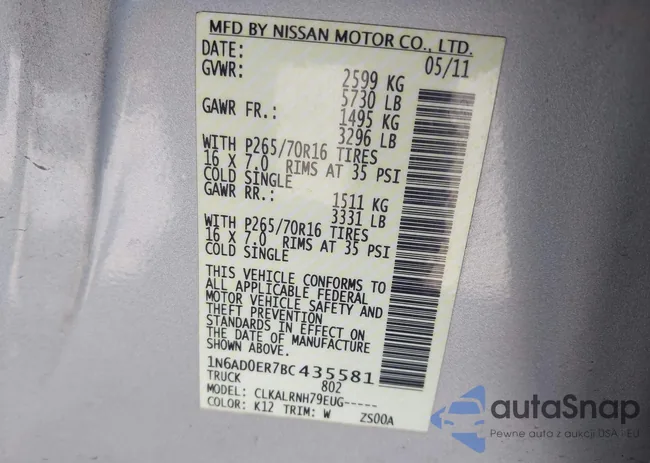 MFD BY NISSAN MOTOR CO., LTD.
DATE: 05/11
GVWR: 2599 KG
5730 LB
GAWR FR.: 1495 KG
3296 LB
WITH P265/70R16 TIRES
16 X 7.0 RIMS AT 35 PSI
COLD SINGLE
GAWR RR.: 1511 KG
3331 LB
WITH P265/70R16 TIRES
16 X 7.0 RIMS AT 35 PSI
COLD SINGLE
THIS VEHICLE CONFORMS TO
ALL APPLICABLE FEDERAL
MOTOR VEHICLE SAFETY AND
THEFT PREVENTION
STANDARDS IN EFFECT ON
THE DATE OF MANUFACTURE
SHOWN ABOVE.
1N6AD0ER7BC435581
TRUCK 802
MODEL: CLKALRNH79EUG-----
COLOR: K12 TRIM: W ZS00A
autaSnap
Pewne auto z aukcji USA - EU